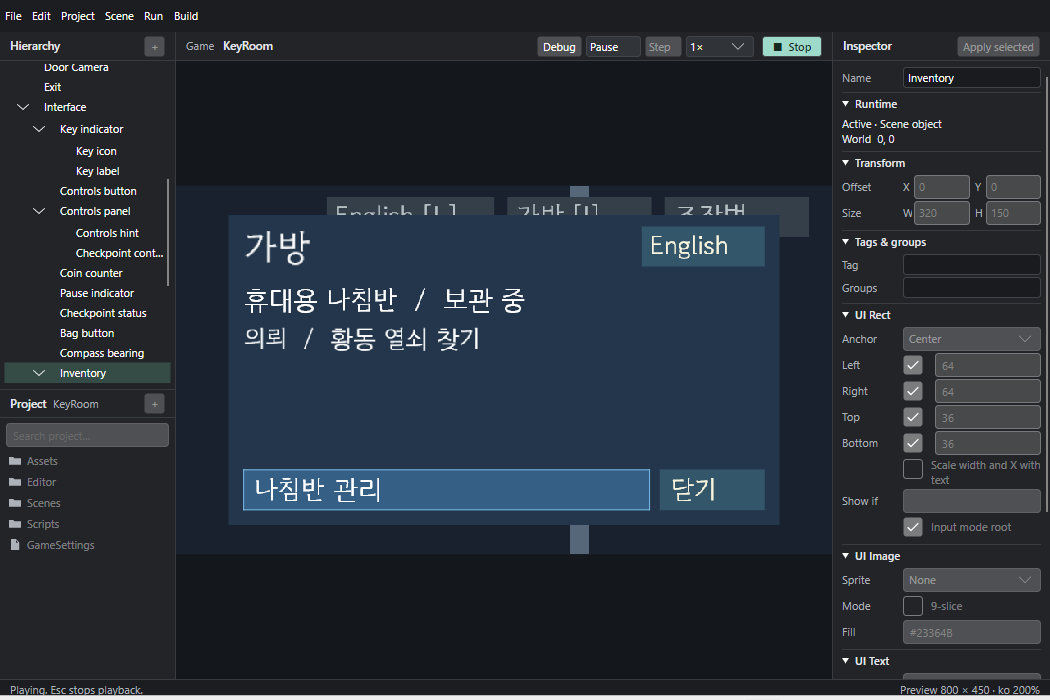 File Edit Project Scene Run Build
Hierarchy +
Door Camera
Exit
Interface
Key indicator
Key icon
Key label
Controls button
Controls panel
Controls hint
Checkpoint cont...
Coin counter
Pause indicator
Checkpoint status
Bag button
Compass bearing
Inventory
Project KeyRoom +
Search project...
Assets
Editor
Scenes
Scripts
GameSettings
Playing. Esc stops playback.
Game KeyRoom Debug Pause Step 1× Stop
English [L] 가방 [I] 조작법
가방 English
휴대용 나침반 / 보관 중
의뢰 / 황동 열쇠 찾기
나침반 관리 닫기
Inspector Apply selected
Name Inventory
Runtime
Active · Scene object
World 0, 0
Transform
Offset X 0 Y 0
Size W 320 H 150
Tags & groups
Tag
Groups
UI Rect
Anchor Center
Left 64
Right 64
Top 36
Bottom 36
Scale width and X with
text
Show if
Input mode root
UI Image
Sprite None
Mode 9-slice
Fill #23364B
UI Text
Preview 800 × 450 · ko 200%